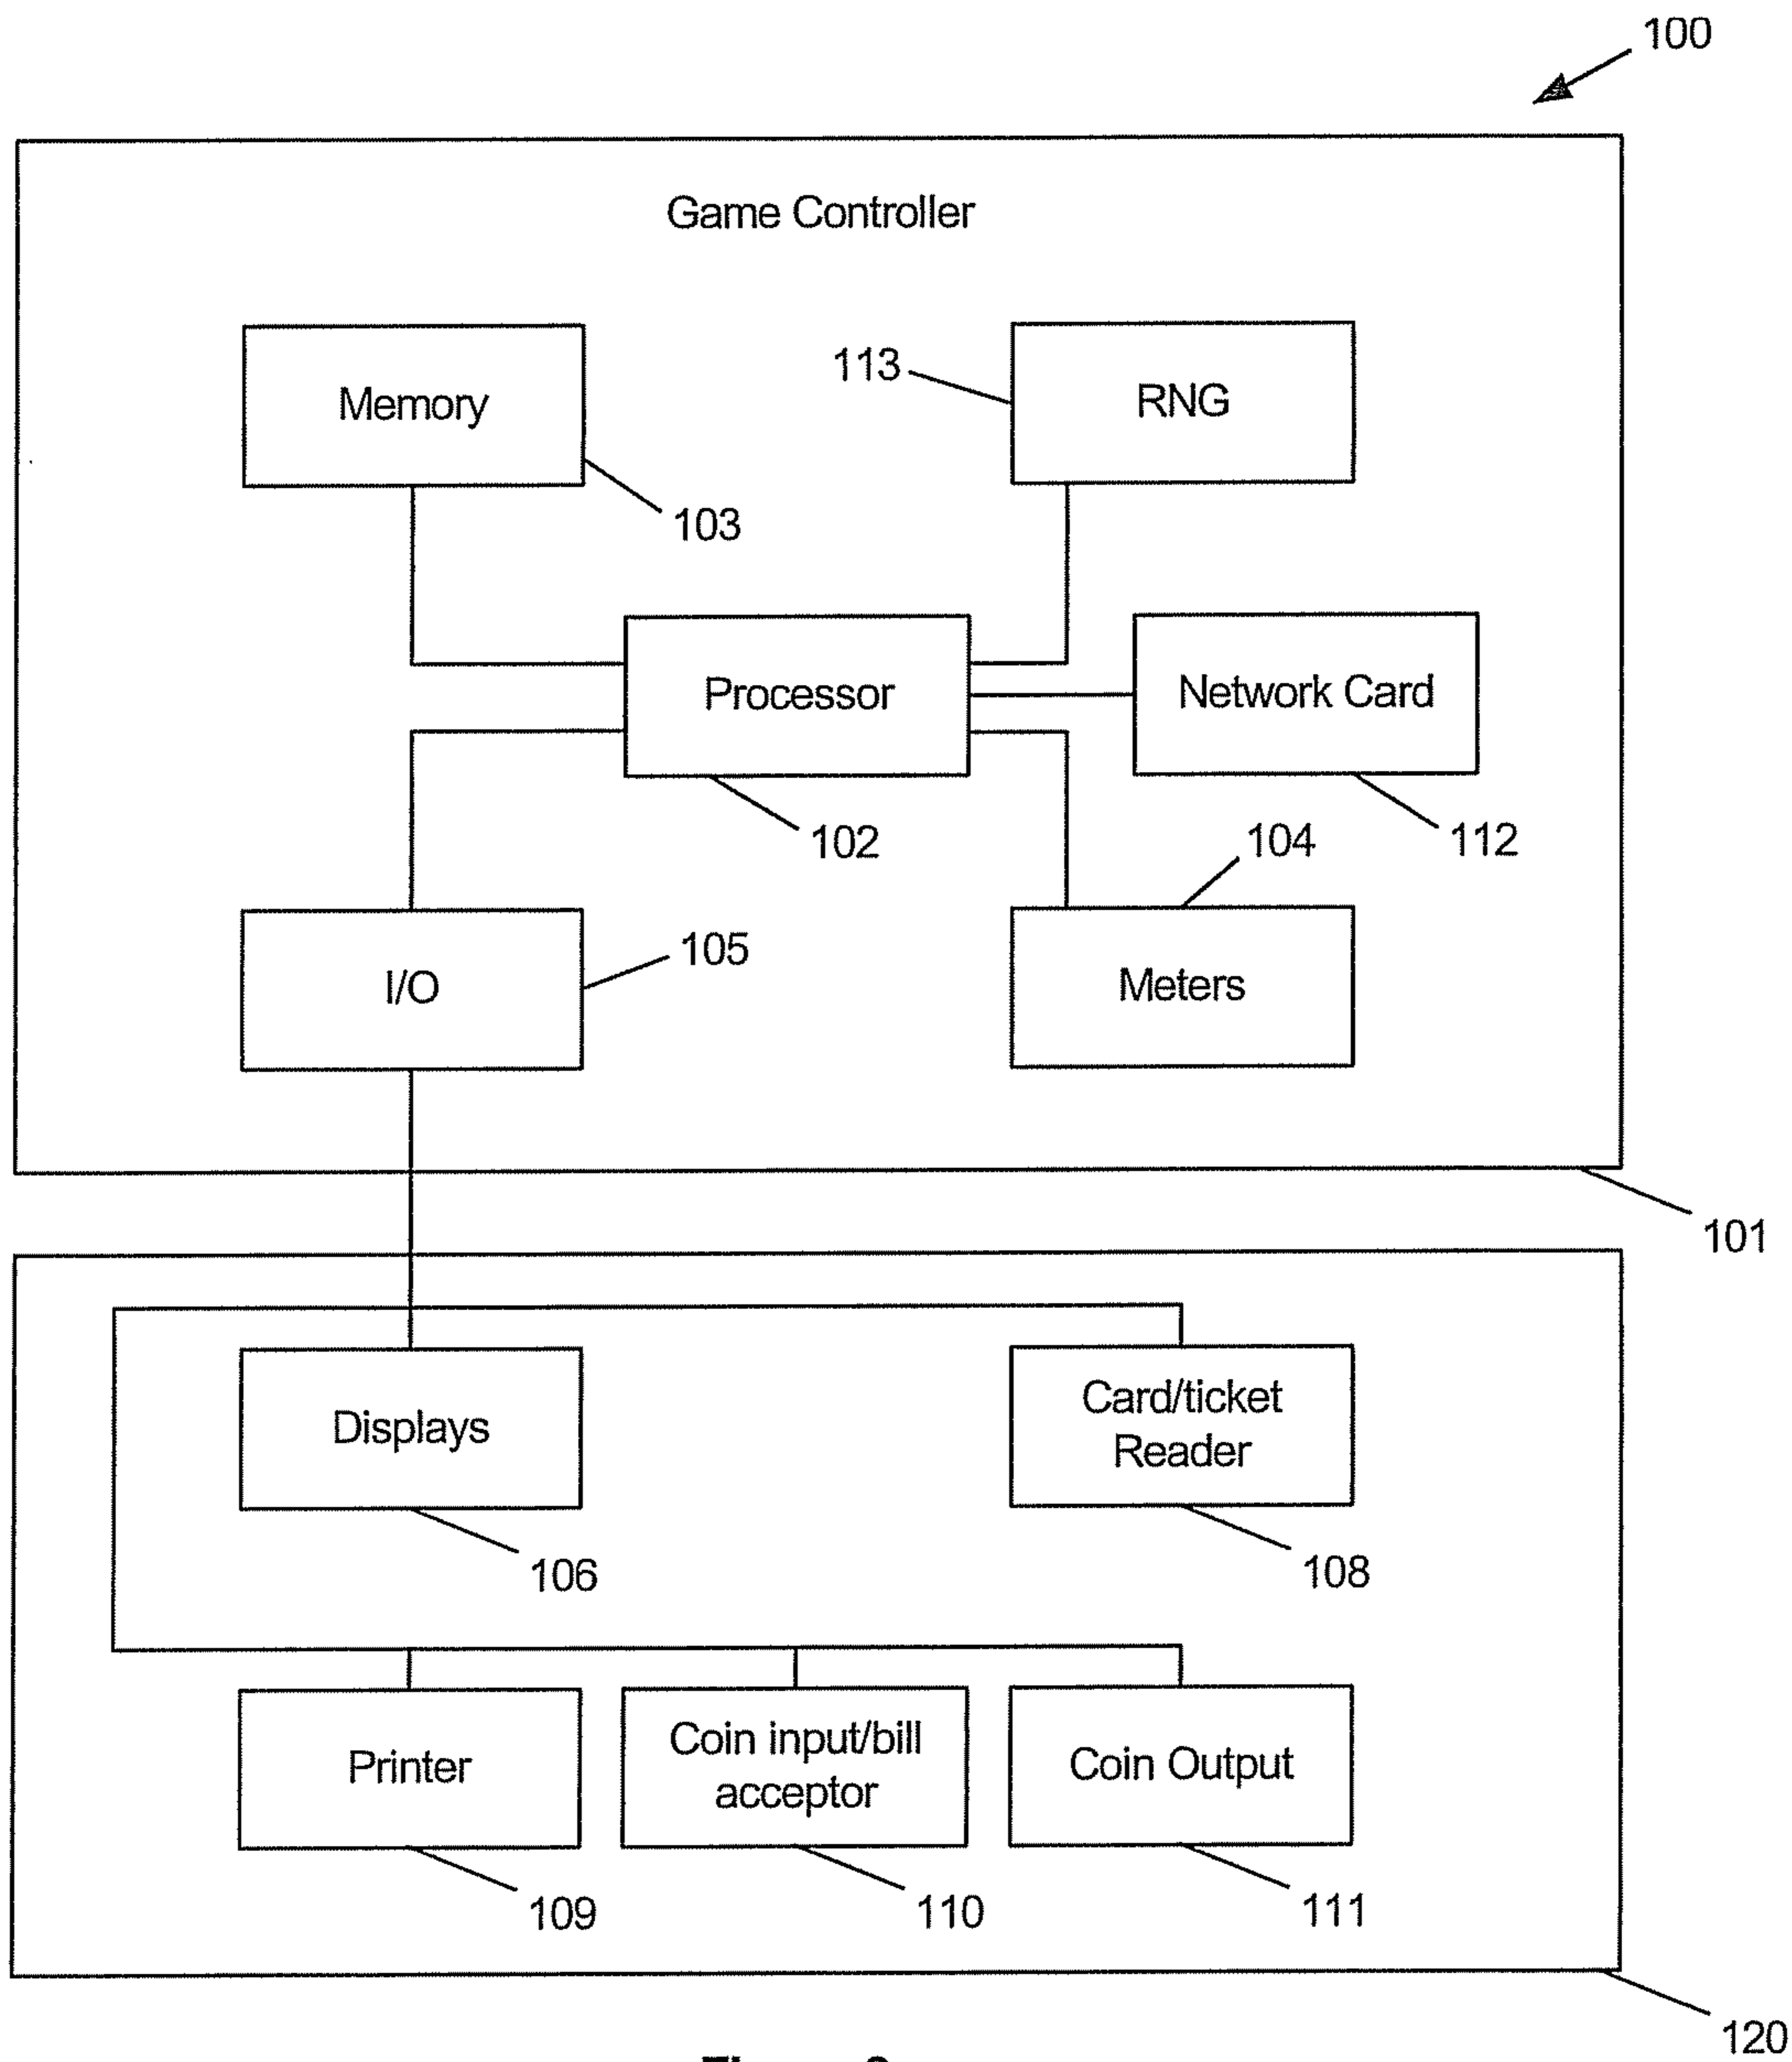 100
Game Controller
Memory
113
RNG
103
Processor
Network Card
102
104
112
I/O
105
Meters
101
Displays
Card/ticket
Reader
106
108
Printer
Coin input/bill
acceptor
Coin Output
109
110
111
120